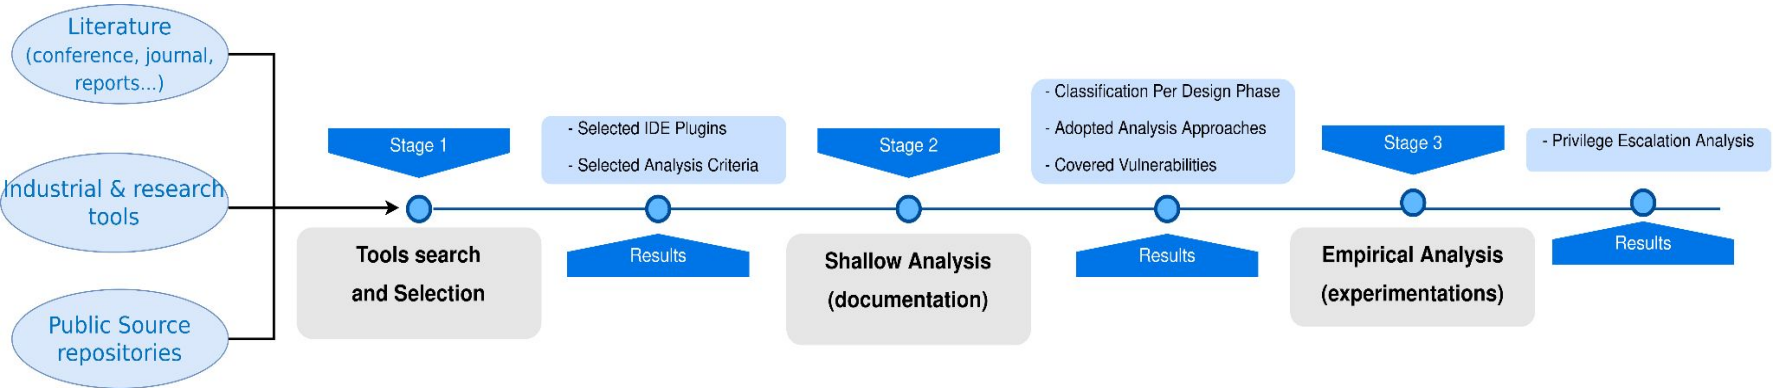 Literature
(conference, journal,
reports...)
Industrial & research
tools
Public Source
repositories
Stage 1
Tools search
and Selection
- Selected IDE Plugins
- Selected Analysis Criteria
Results
Stage 2
Shallow Analysis
(documentation)
- Classification Per Design Phase
- Adopted Analysis Approaches
- Covered Vulnerabilities
Results
Stage 3
Empirical Analysis
(experimentations)
- Privilege Escalation Analysis
Results